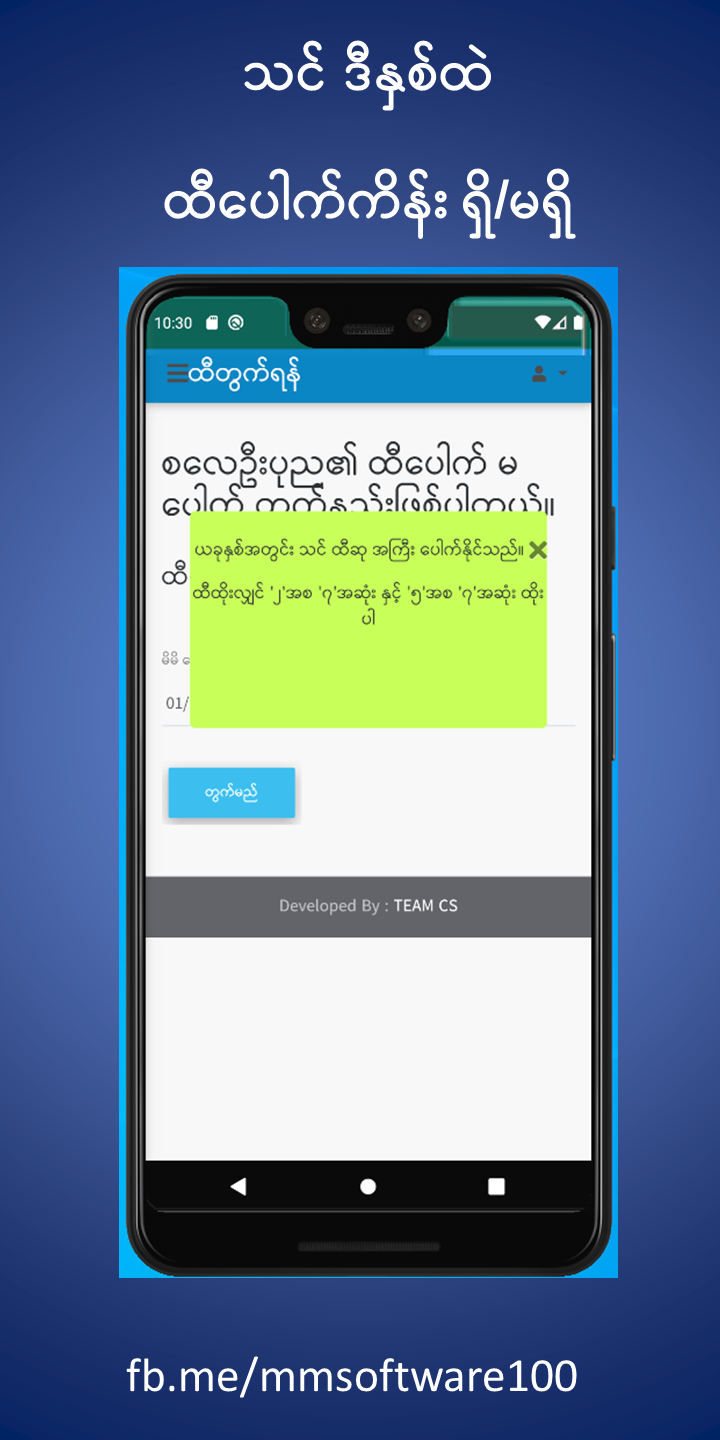 သင် ဒီနှစ်ထဲ
ထီပေါက်ကိန်း ရှိ/မရှိ
10:30
ထီတွက်ရန်
စလေဦးပုည၏ ထီပေါက် မ
ပေါက် တွက်နည်းဖြစ်ပါတယ်။
ယခုနှစ်အတွင်း သင် ထီဆု အကြီး ပေါက်နိုင်သည်။
ထီ
ထီထိုးလျှင် '၂'အစ '၇'အဆုံး နှင့် '၅'အစ '၇'အဆုံး ထိုး
ပါ
မိမိ
01/
တွက်မည်
Developed By : TEAM CS
fb.me/mmsoftware100